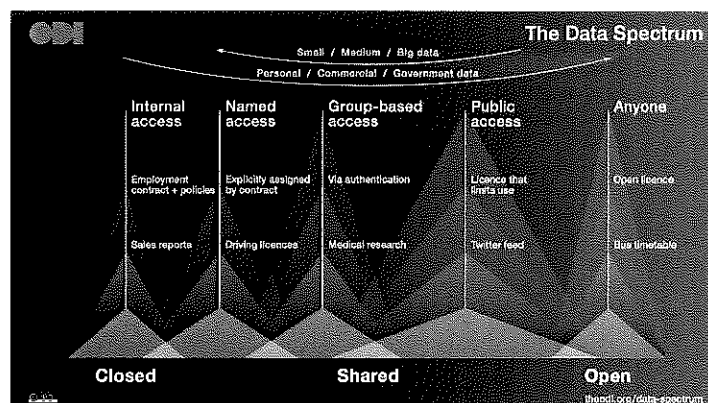 ODI
The Data Spectrum
Small / Medium / Big data
Personal / Commercial / Government data
Internal
access
Named
access
Group-based
access
Public
access
Anyone
Employment
contract + policies
Explicitly assigned
by contract
Via authentication
Licence that
limits use
Open licence
Sales reports
Driving licences
Medical research
Twitter feed
Bus timetable
Closed
Shared
Open
theodi.org/data-spectrum